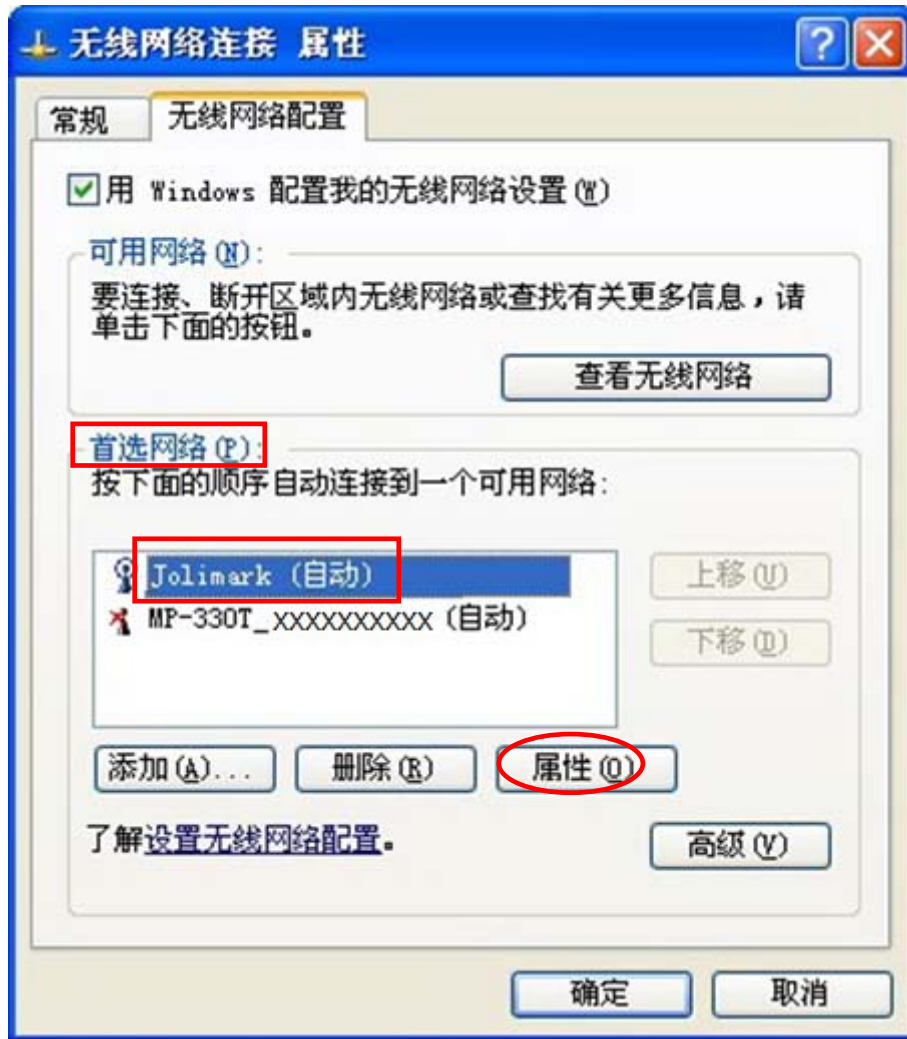 无线网络连接 属性
常规
无线网络配置
用 Windows 配置我的无线网络设置(W)
可用网络(N):
要连接、断开区域内无线网络或查找有关更多信息，请
单击下面的按钮。
查看无线网络
首选网络(P):
按下面的顺序自动连接到一个可用网络:
Jolimark (自动)
上移(U)
MP-330T_XXXXXXXXXX (自动)
下移(D)
添加(A)...
删除(R)
属性(O)
了解设置无线网络配置。
高级(V)
确定
取消